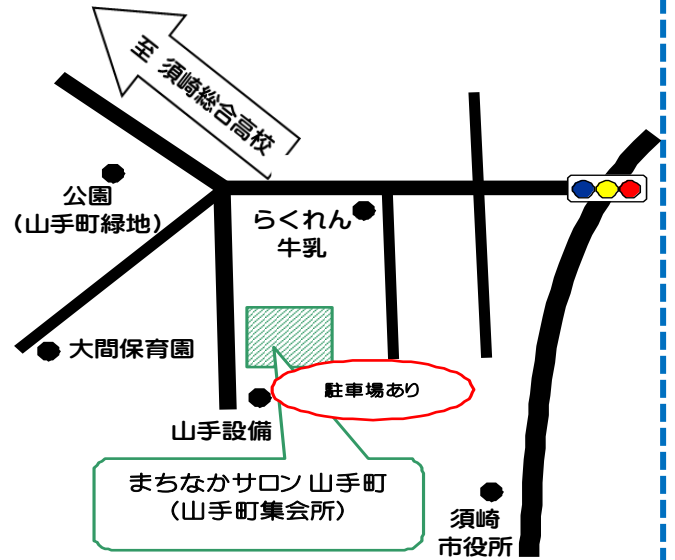 至 須崎総合高校
公園
（山手町緑地）
らくれん
牛乳
大間保育園
駐車場あり
山手設備
まちなかサロン 山手町
（山手町集会所）
須崎
市役所